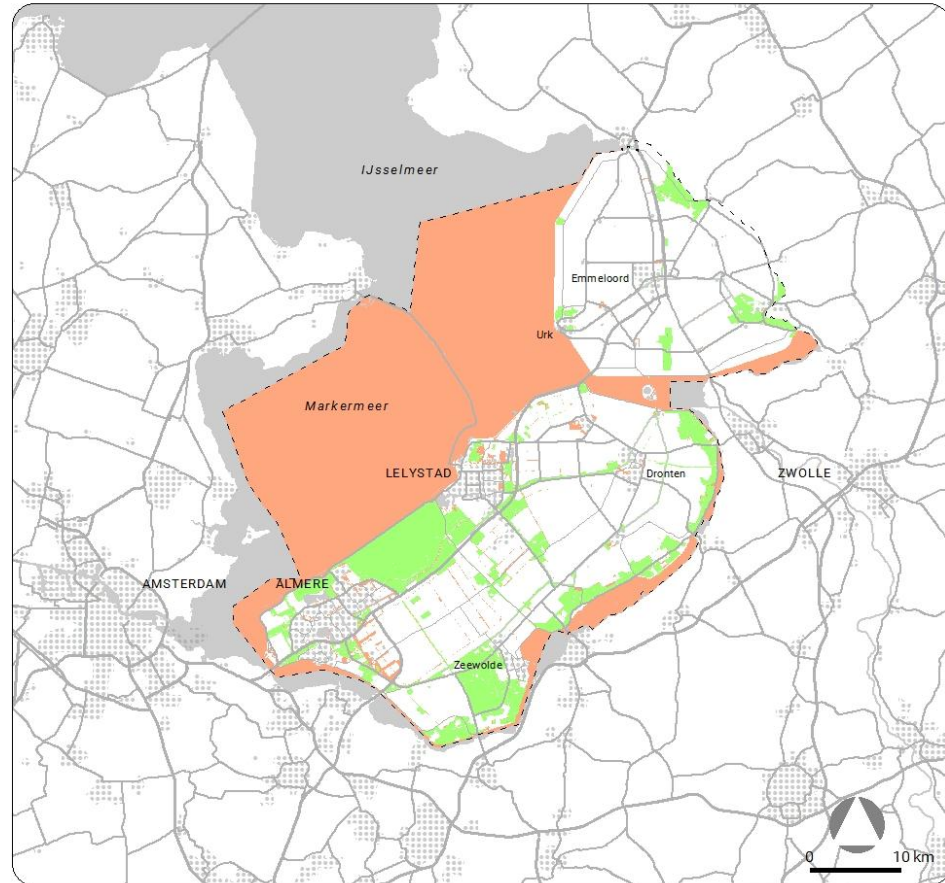 IJsselmeer
Emmeloord
Urk
Markermeer
LELYSTAD
Dronten
ZWOLLE
AMSTERDAM
ALMERE
Zeewolde
0 10 km